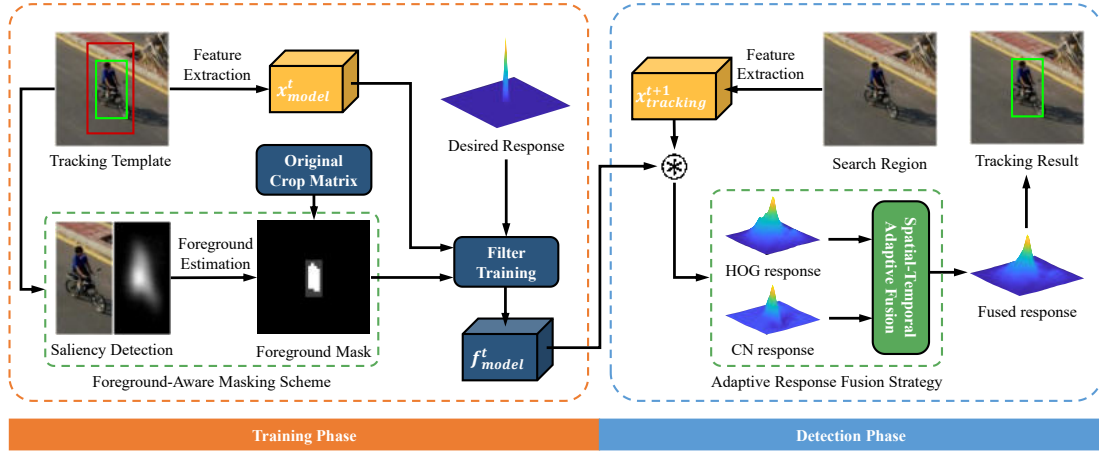 Feature
Extraction
x^t_model
Tracking Template
Original
Crop Matrix
Desired Response
Foreground
Estimation
Filter
Training
Saliency Detection
Foreground Mask
f^t_model
Foreground-Aware Masking Scheme
Training Phase
x^{t+1}_tracking
Feature
Extraction
Search Region
Tracking Result
HOG response
CN response
Spatial-Temporal
Adaptive Fusion
Fused response
Adaptive Response Fusion Strategy
Detection Phase